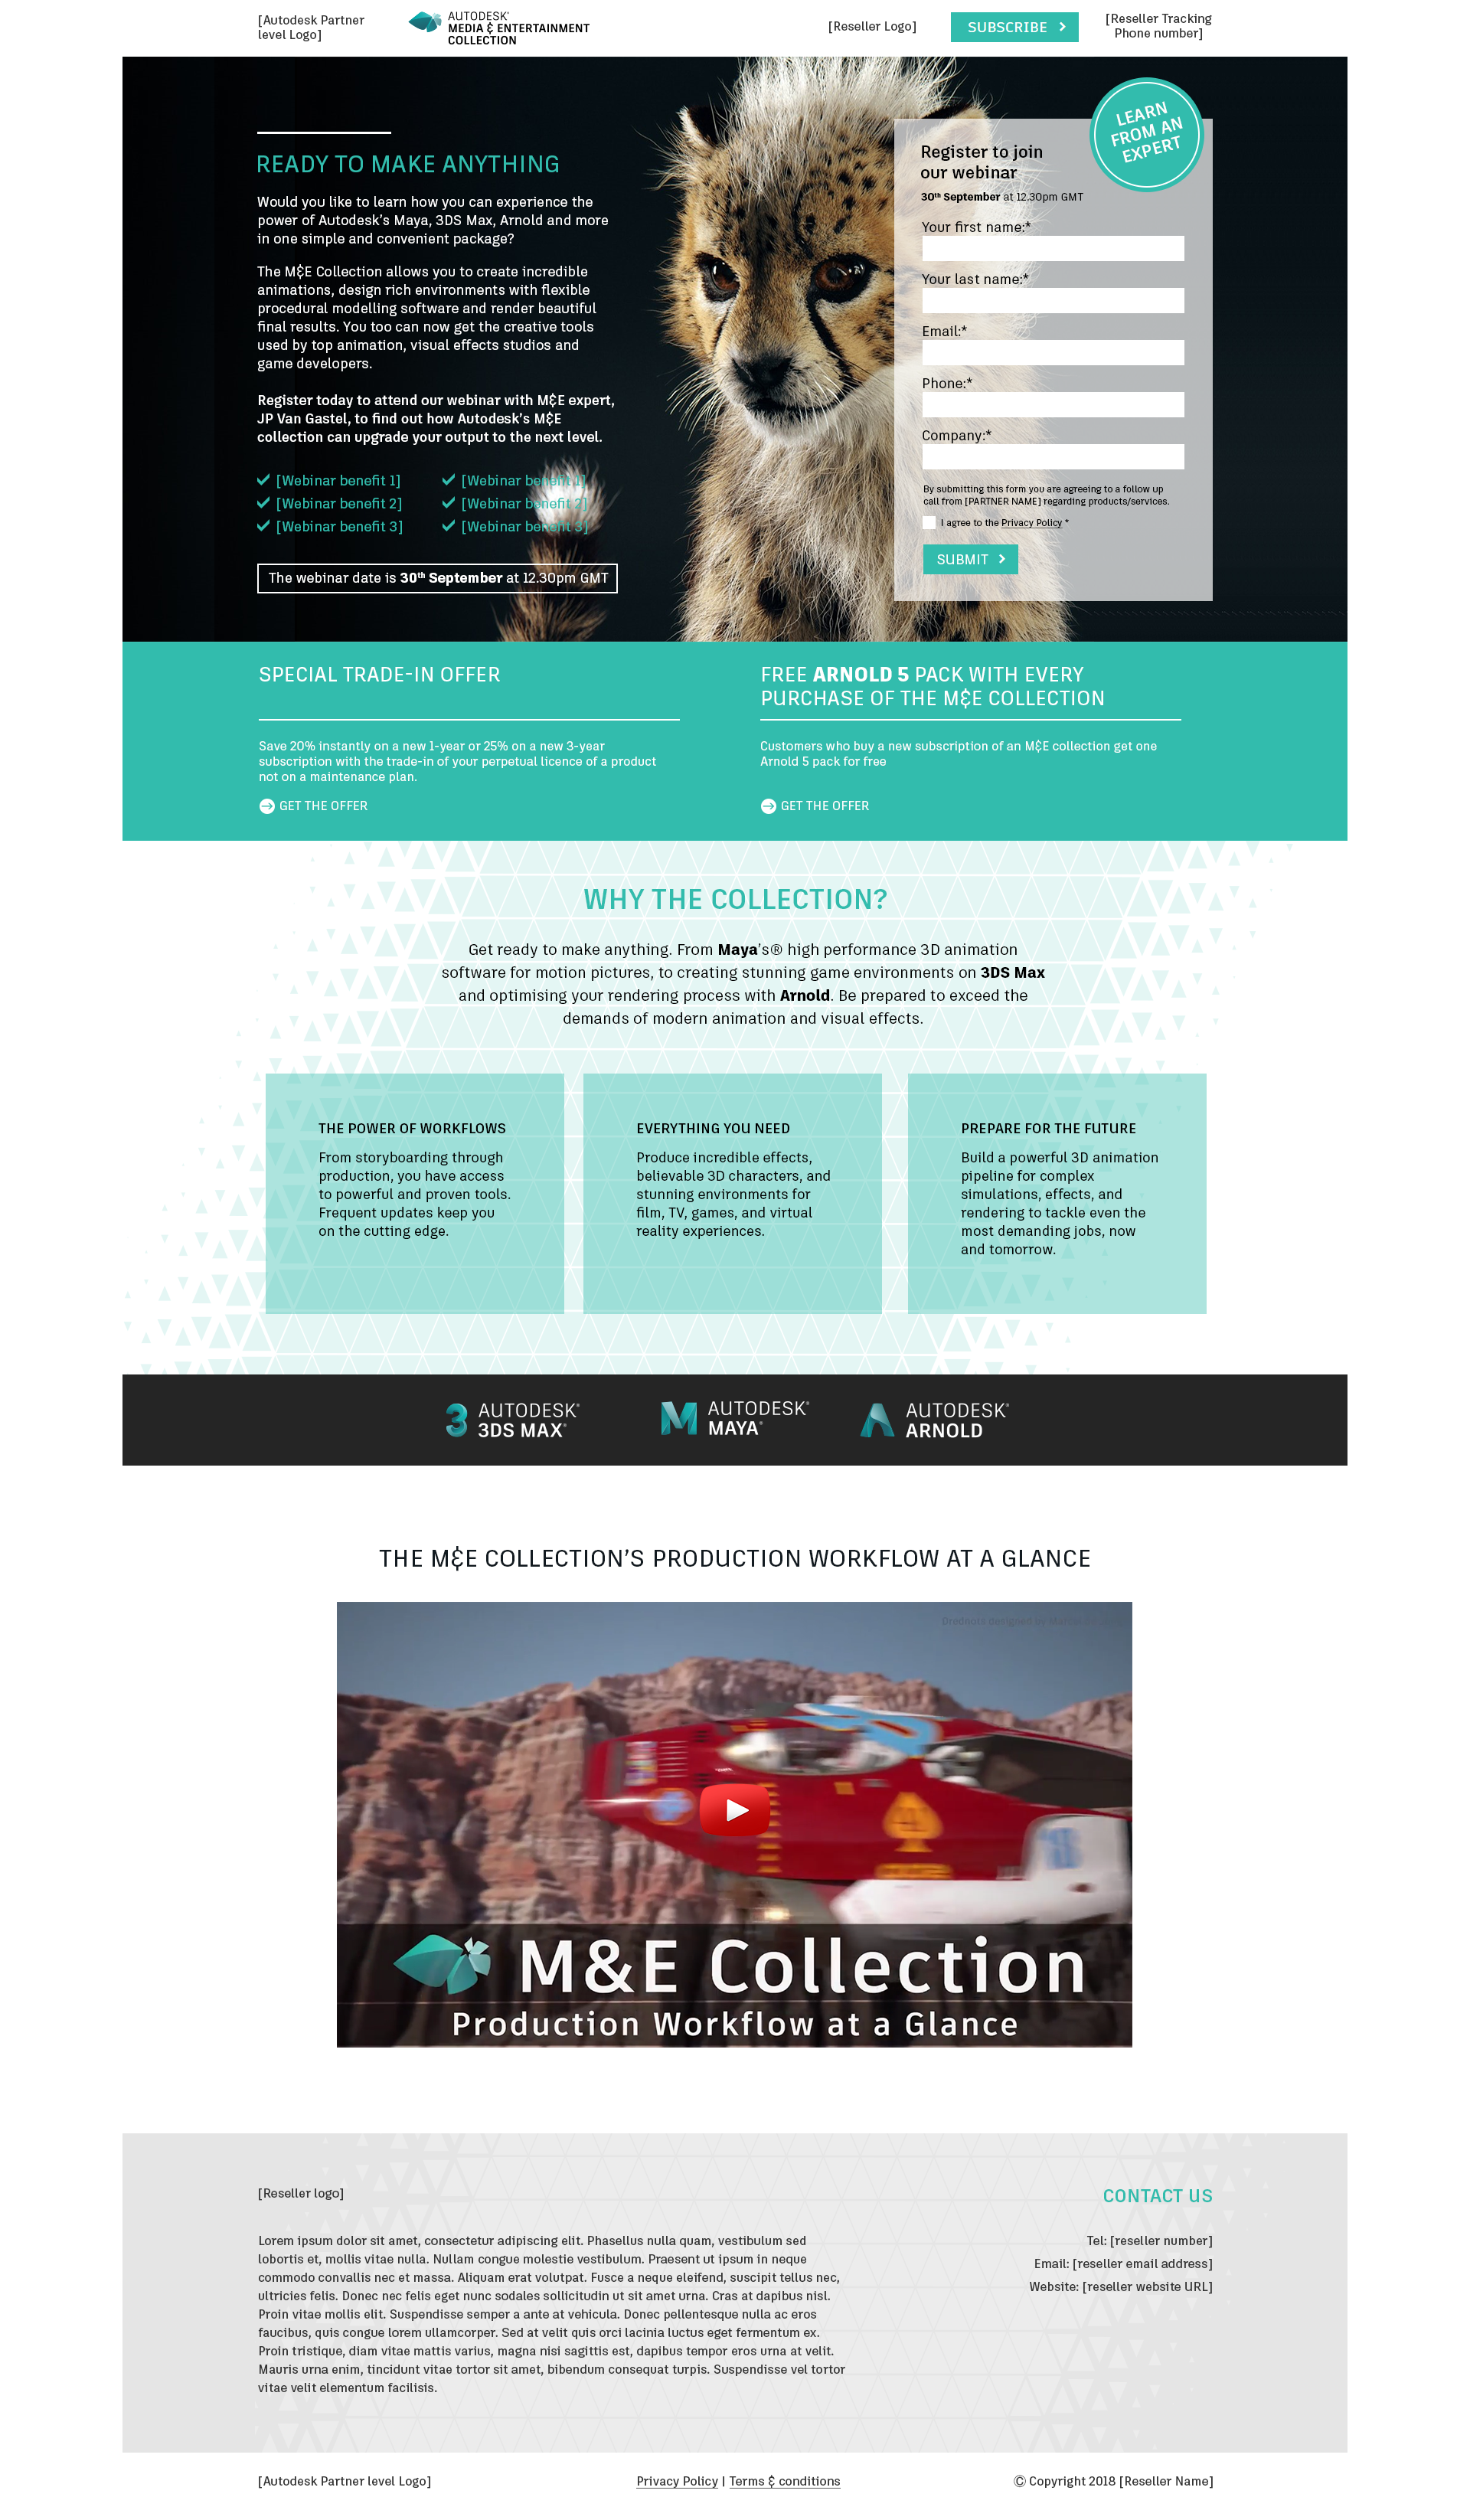 [Autodesk Partner
level Logo]
AUTODESK®
MEDIA & ENTERTAINMENT
COLLECTION
[Reseller Logo]
SUBSCRIBE
[Reseller Tracking
Phone number]
READY TO MAKE ANYTHING
Would you like to learn how you can experience the
power of Autodesk’s Maya, 3DS Max, Arnold and more
in one simple and convenient package?
The M&E Collection allows you to create incredible
animations, design rich environments with flexible
procedural modelling software and render beautiful
final results. You too can now get the creative tools
used by top animation, visual effects studios and
game developers.
Register today to attend our webinar with M&E expert,
JP Van Gastel, to find out how Autodesk’s M&E
collection can upgrade your output to the next level.
[Webinar benefit 1]
[Webinar benefit 2]
[Webinar benefit 3]
[Webinar benefit 1]
[Webinar benefit 2]
[Webinar benefit 3]
The webinar date is 30th September at 12.30pm GMT
LEARN
FROM AN
EXPERT
Register to join
our webinar
30th September at 12.30pm GMT
Your first name:*
Your last name:*
Email:*
Phone:*
Company:*
By submitting this form you are agreeing to a follow up
call from [PARTNER NAME] regarding products/services.
I agree to the Privacy Policy *
SUBMIT
SPECIAL TRADE-IN OFFER
Save 20% instantly on a new 1-year or 25% on a new 3-year
subscription with the trade-in of your perpetual licence of a product
not on a maintenance plan.
GET THE OFFER
FREE ARNOLD 5 PACK WITH EVERY
PURCHASE OF THE M&E COLLECTION
Customers who buy a new subscription of an M&E collection get one
Arnold 5 pack for free
GET THE OFFER
WHY THE COLLECTION?
Get ready to make anything. From Maya’s® high performance 3D animation
software for motion pictures, to creating stunning game environments on 3DS Max
and optimising your rendering process with Arnold. Be prepared to exceed the
demands of modern animation and visual effects.
THE POWER OF WORKFLOWS
From storyboarding through
production, you have access
to powerful and proven tools.
Frequent updates keep you
on the cutting edge.
EVERYTHING YOU NEED
Produce incredible effects,
believable 3D characters, and
stunning environments for
film, TV, games, and virtual
reality experiences.
PREPARE FOR THE FUTURE
Build a powerful 3D animation
pipeline for complex
simulations, effects, and
rendering to tackle even the
most demanding jobs, now
and tomorrow.
3 AUTODESK®
3DS MAX®
M AUTODESK®
MAYA®
A AUTODESK®
ARNOLD
THE M&E COLLECTION’S PRODUCTION WORKFLOW AT A GLANCE
designed by
M&E Collection
Production Workflow at a Glance
[Reseller logo]
Lorem ipsum dolor sit amet, consectetur adipiscing elit. Phasellus nulla quam, vestibulum sed
lobortis et, mollis vitae nulla. Nullam congue molestie vestibulum. Praesent ut ipsum in neque
commodo convallis nec et massa. Aliquam erat volutpat. Fusce a neque eleifend, suscipit tellus nec,
ultricies felis. Donec nec felis eget nunc sodales sollicitudin ut sit amet urna. Cras at dapibus nisl.
Proin vitae mollis elit. Suspendisse semper a ante at vehicula. Donec pellentesque nulla ac eros
faucibus, quis congue lorem ullamcorper. Sed at velit quis orci lacinia luctus eget fermentum ex.
Proin tristique, diam vitae mattis varius, magna nisi sagittis est, dapibus tempor eros urna at velit.
Mauris urna enim, tincidunt vitae tortor sit amet, bibendum consequat turpis. Suspendisse vel tortor
vitae velit elementum facilisis.
CONTACT US
Tel: [reseller number]
Email: [reseller email address]
Website: [reseller website URL]
[Autodesk Partner level Logo]
Privacy Policy | Terms & conditions
© Copyright 2018 [Reseller Name]